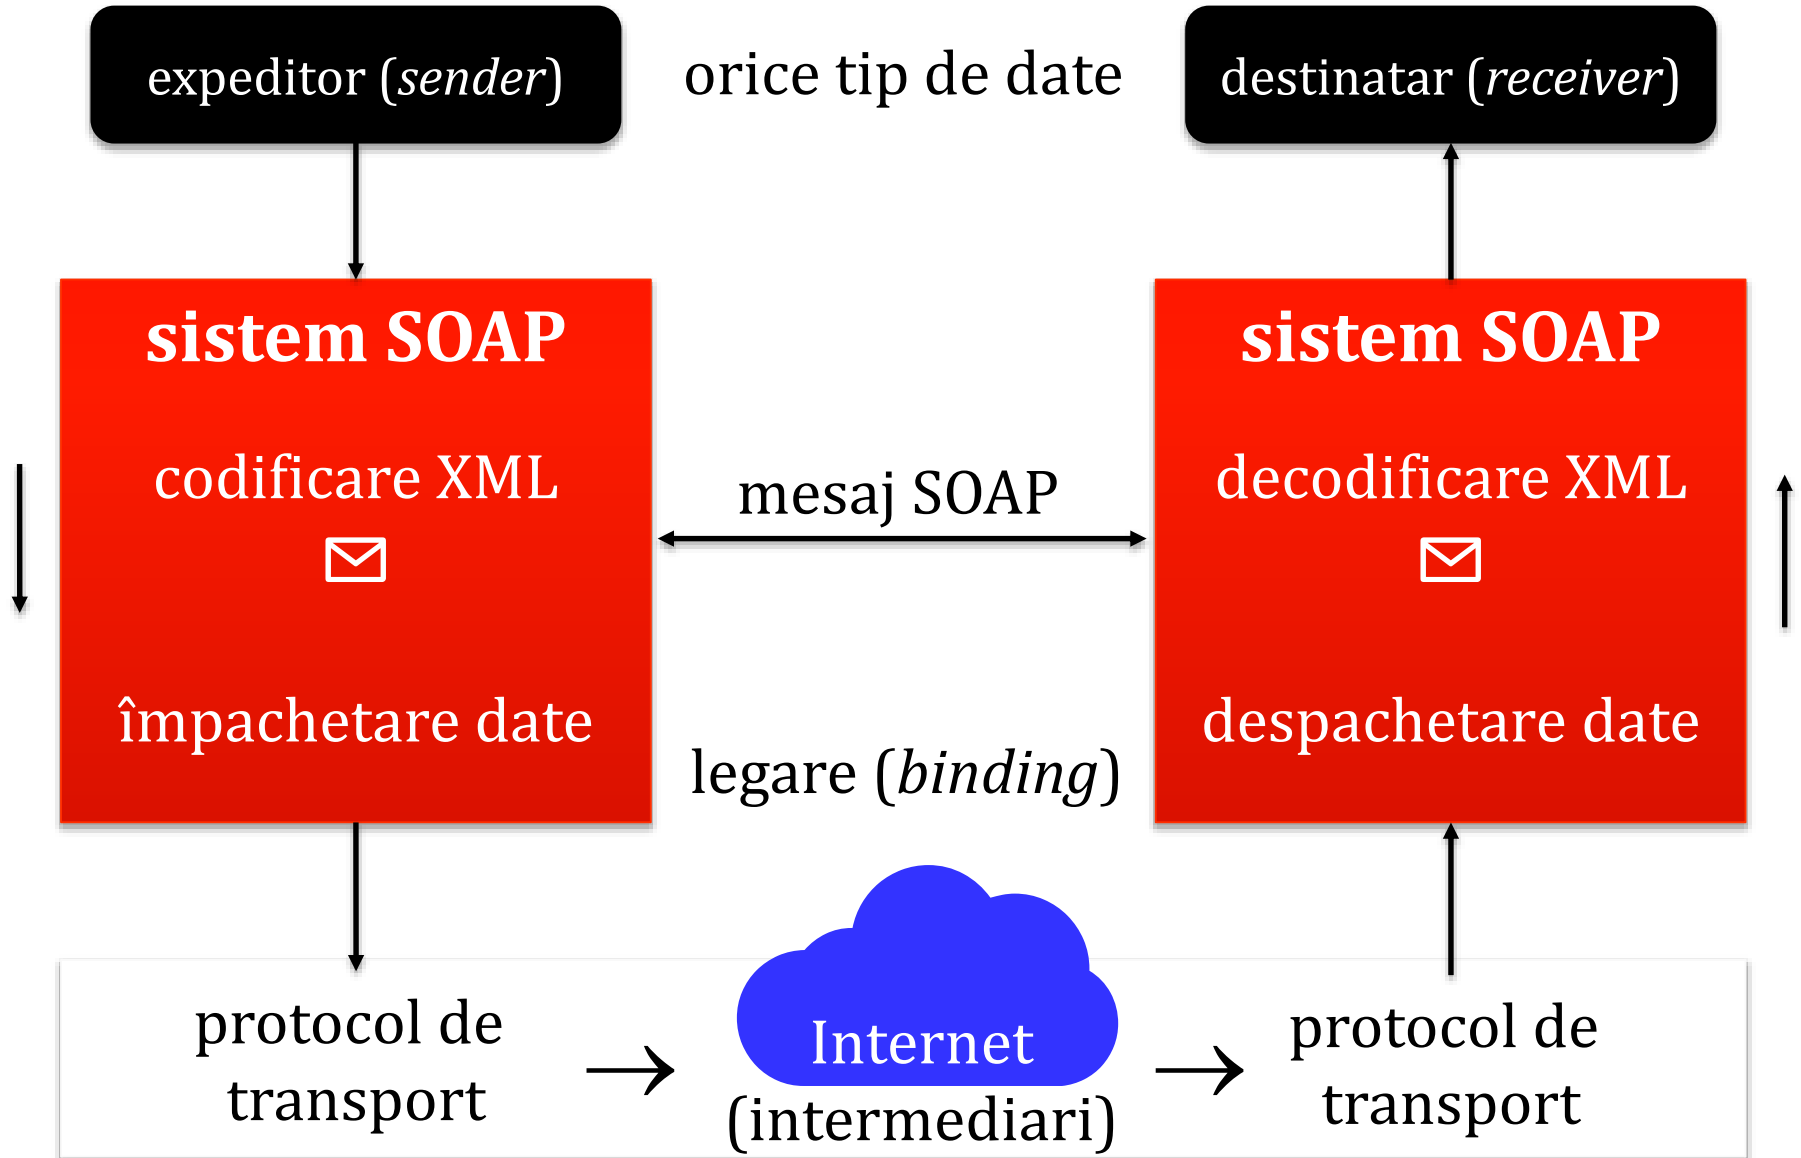 expeditor (sender)
orice tip de date
destinatar (receiver)
sistem SOAP
codificare XML
împachetare date
mesaj SOAP
legare (binding)
sistem SOAP
decodificare XML
despachetare date
protocol de
transport
Internet
(intermediari)
protocol de
transport